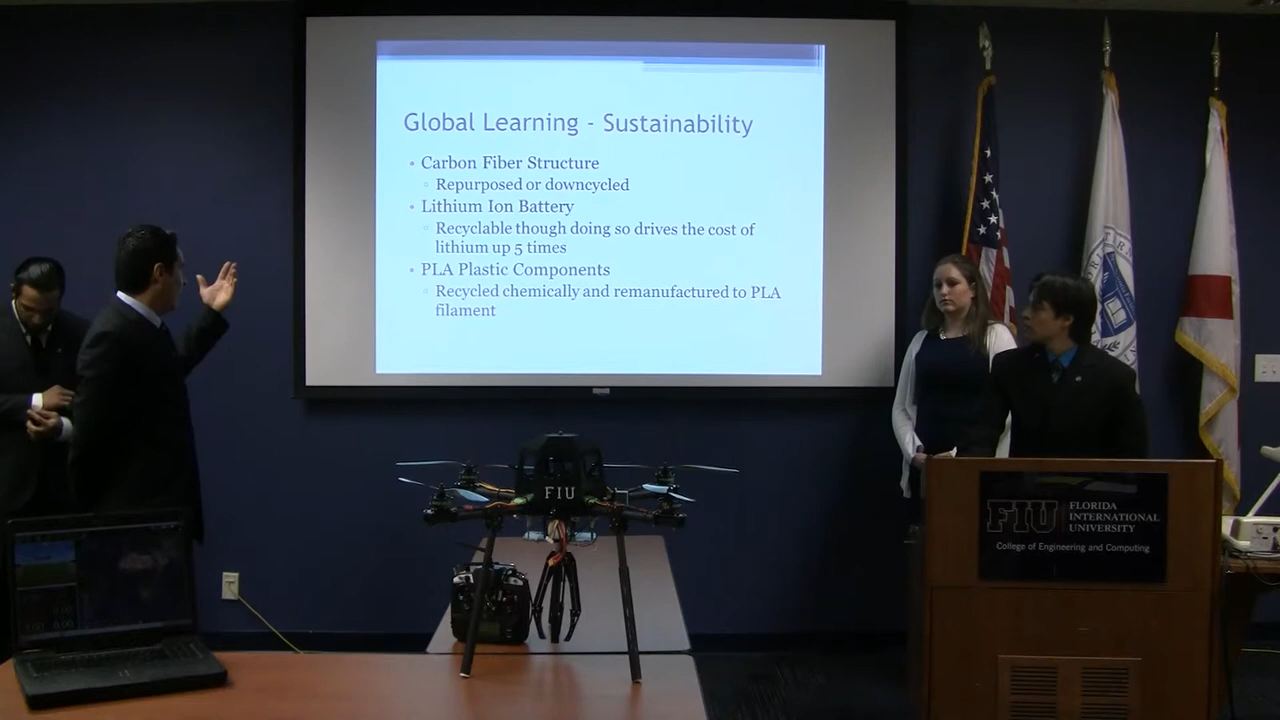 Global Learning - Sustainability
Carbon Fiber Structure
Repurposed or downcycled
Lithium Ion Battery
Recyclable though doing so drives the cost of
lithium up 5 times
PLA Plastic Components
Recycled chemically and remanufactured to PLA
filament
FIU
FIU
FLORIDA
INTERNATIONAL
UNIVERSITY
College of Engineering and Computing